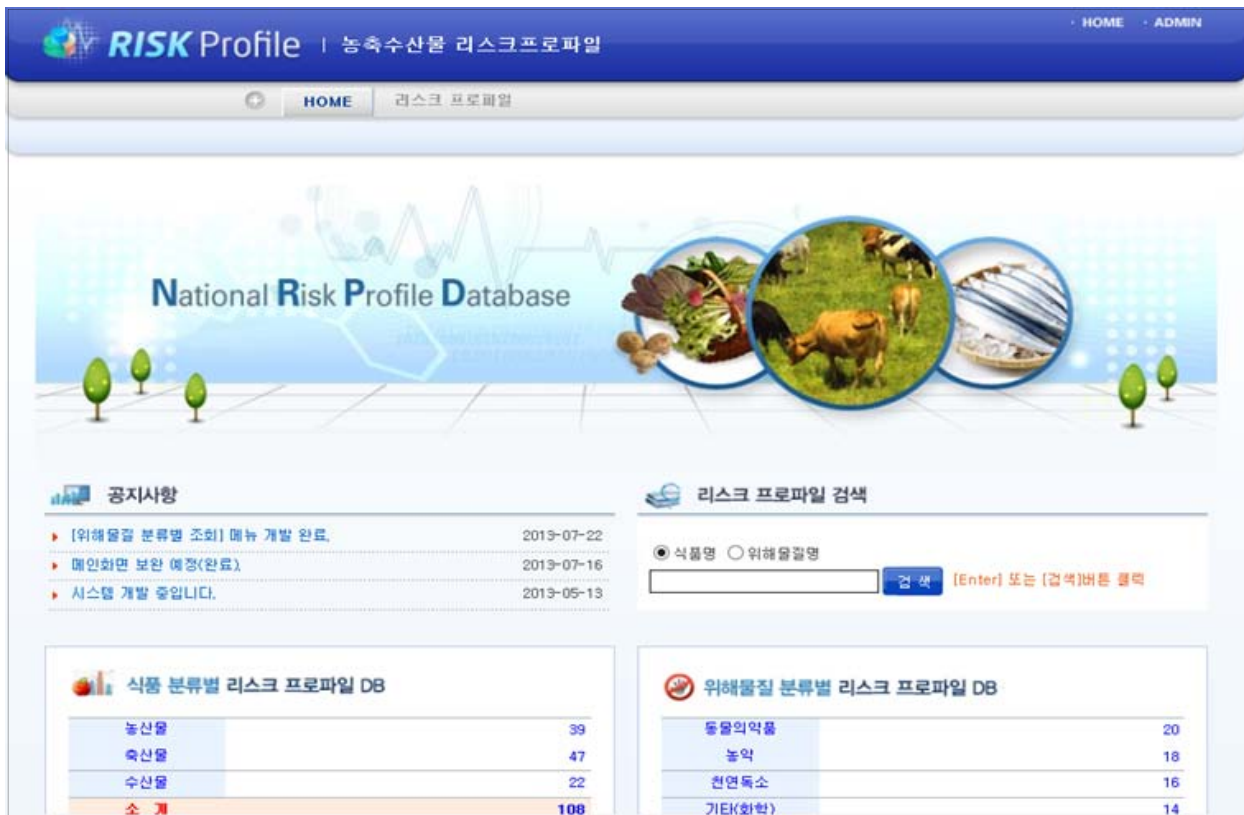 RISK Profile | 농축수산물 리스크프로파일
· HOME · ADMIN
HOME 리스크 프로파일
National Risk Profile Database
공지사항
[위해물질 분류별 조회] 메뉴 개발 완료. 2013-07-22
메인화면 보완 예정(완료). 2013-07-16
시스템 개발 중입니다. 2013-05-13
리스크 프로파일 검색
식품명 위해물질명
검 색 [Enter] 또는 [검색]버튼 클릭
식품 분류별 리스크 프로파일 DB
농산물 39
축산물 47
수산물 22
소 계 108
위해물질 분류별 리스크 프로파일 DB
동물의약품 20
농약 18
천연독소 16
기타(화학) 14